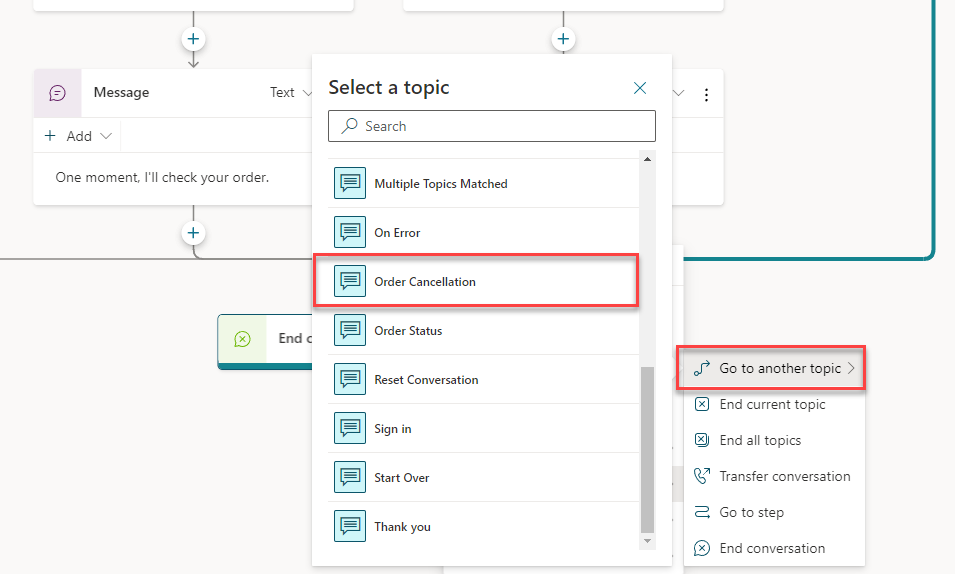 Select a topic
Message
Text
Search
Add
One moment, I'll check your order.
Multiple Topics Matched
On Error
Order Cancellation
Order Status
Reset Conversation
Sign in
Start Over
Thank you
End c
Go to another topic
End current topic
End all topics
Transfer conversation
Go to step
End conversation